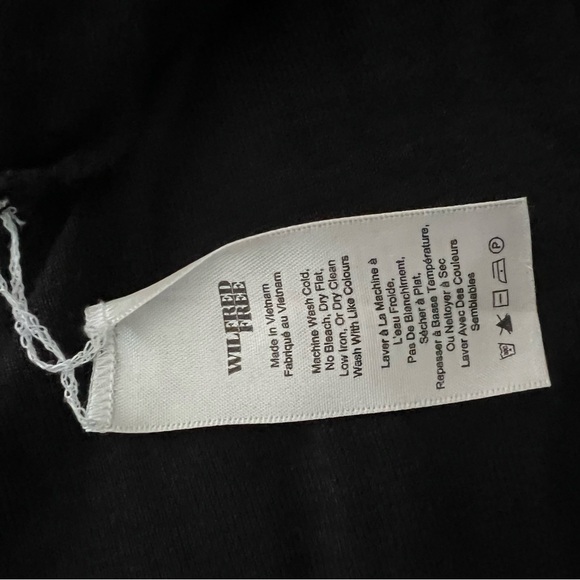 WILFRED
FREE
Made in Vietnam
Fabriqué au Vietnam
Machine Wash Cold,
No Bleach, Dry Flat,
Low Iron, Or Dry Clean
Wash With Like Colours
Laver à La Machine à
L'eau Froide,
Pas De Blanchiment,
Sécher à Plat,
Repasser à Basse Température,
Ou Nettoyer à Sec
Laver Avec Des Couleurs
Semblables
P